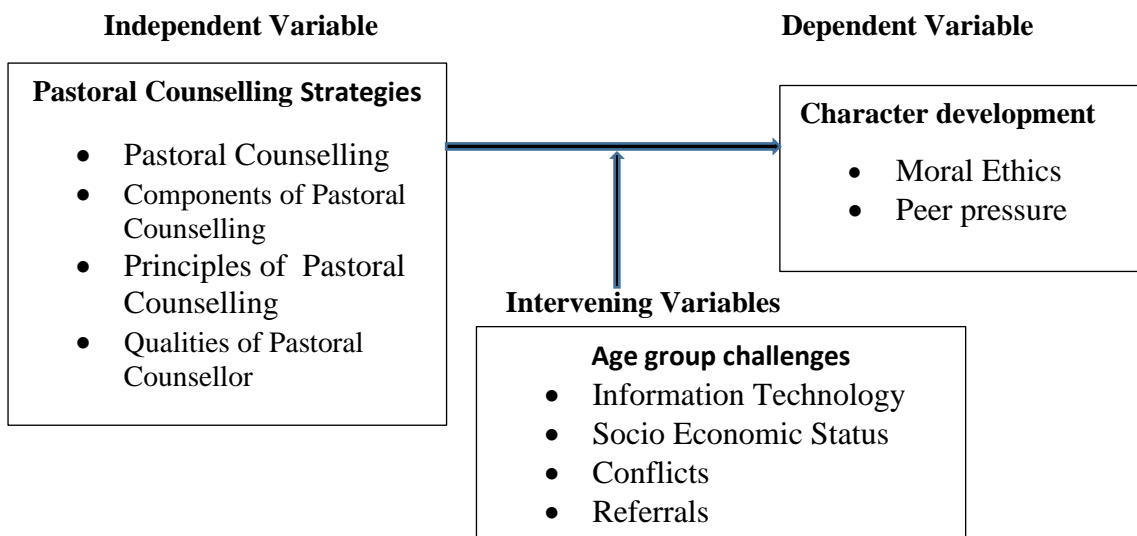 Independent Variable
Dependent Variable
Pastoral Counselling Strategies
• Pastoral Counselling
• Components of Pastoral
Counselling
• Principles of Pastoral
Counselling
• Qualities of Pastoral
Counsellor
Character development
• Moral Ethics
• Peer pressure
Intervening Variables
Age group challenges
• Information Technology
• Socio Economic Status
• Conflicts
• Referrals